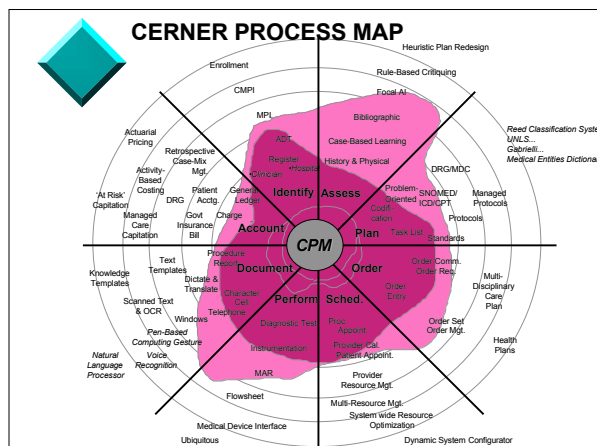 CERNER PROCESS MAP
Heuristic Plan Redesign
Enrollment
Rule-Based Critiquing
CMPI
Focal AI
MPI
Bibliographic
Reed Classification Syste
UNLS...
Gabrielli...
Medical Entities Dictionar
Actuarial
Pricing
ADT
Case-Based Learning
Retrospective
Case-Mix
Mgt.
Register
•Hospital
•Clinician
History & Physical
Activity-
Based
Costing
DRG/MDC
'At Risk'
Capitation
Patient
Acctg.
General
Ledger
Identify
Assess
Problem-
Oriented
SNOMED/
ICD/CPT
Managed
Protocols
DRG
Codifi-
cation
Managed
Care
Capitation
Govt
Insurance
Bill
Charge
Account
Protocols
Plan
Task List
Standards
CPM
Procedure
Report
Document
Order
Order Comm.
Order Req.
Knowledge
Templates
Text
Templates
Dictate &
Translate
Multi-
Disciplinary
Care
Plan
Character
Cell
Telephone
Perform
Sched.
Order
Entry
Scanned Text
& OCR
Windows
Proc.
Appoint.
Order Set
Order Mgt.
Diagnostic Test
Pen-Based
Computing Gesture
Health
Plans
Natural
Language
Processor
Voice
Recognition
Instrumentation
Provider Cal.
Patient Appoint.
MAR
Provider
Resource Mgt.
Flowsheet
Multi-Resource Mgt.
Medical Device Interface
System wide Resource
Optimization
Ubiquitous
Dynamic System Configurator